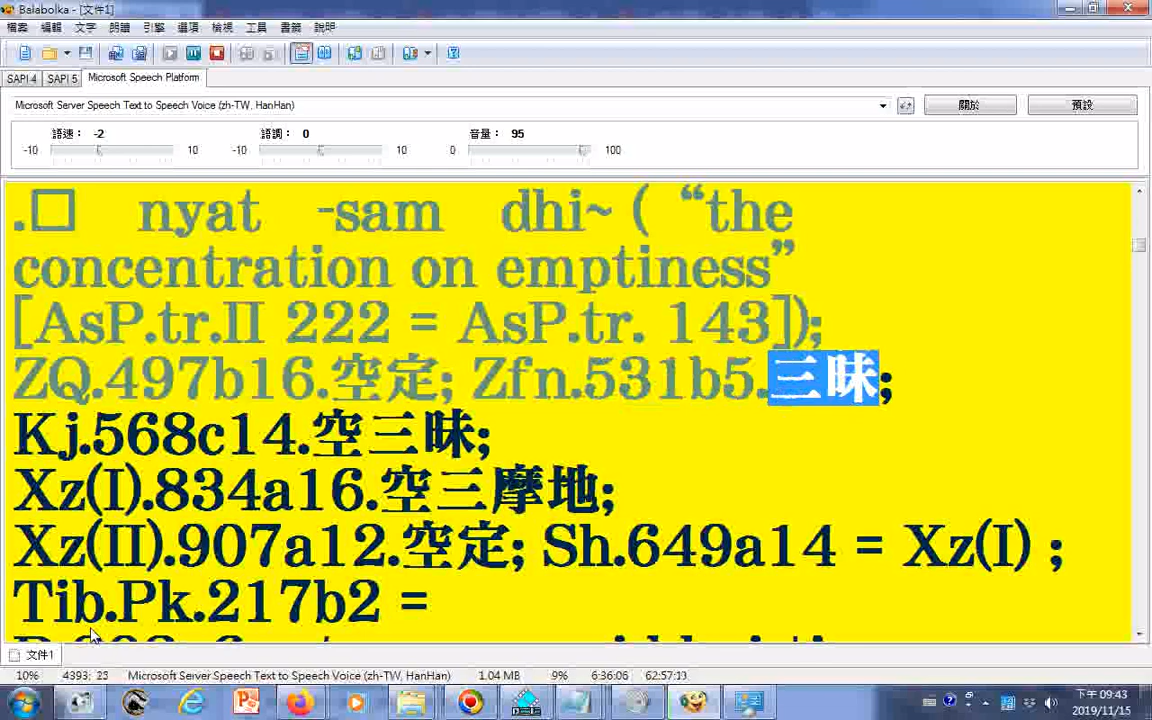 Balabolka - [文件1]
檔案 編輯 文字 朗讀 引擎 選項 檢視 工具 書籤 說明
SAPI 4 SAPI 5 Microsoft Speech Platform
Microsoft Server Speech Text to Speech Voice (zh-TW, HanHan) 關於 預設
語速： -2 語調： 0 音量： 95
-10 10 -10 10 0 100
.□ nyat -sam dhi~ ( “the
concentration on emptiness”
[AsP.tr.II 222 = AsP.tr. 143]);
ZQ.497b16.空定; Zfn.531b5.三昧;
Kj.568c14.空三昧;
Xz(I).834a16.空三摩地;
Xz(II).907a12.空定; Sh.649a14 = Xz(I) ;
Tib.Pk.217b2 =
文件1
10% 4393: 23 Microsoft Server Speech Text to Speech Voice (zh-TW, HanHan) 1.04 MB 9% 6:36:06 62:57:13
下午 09:43
2019/11/15